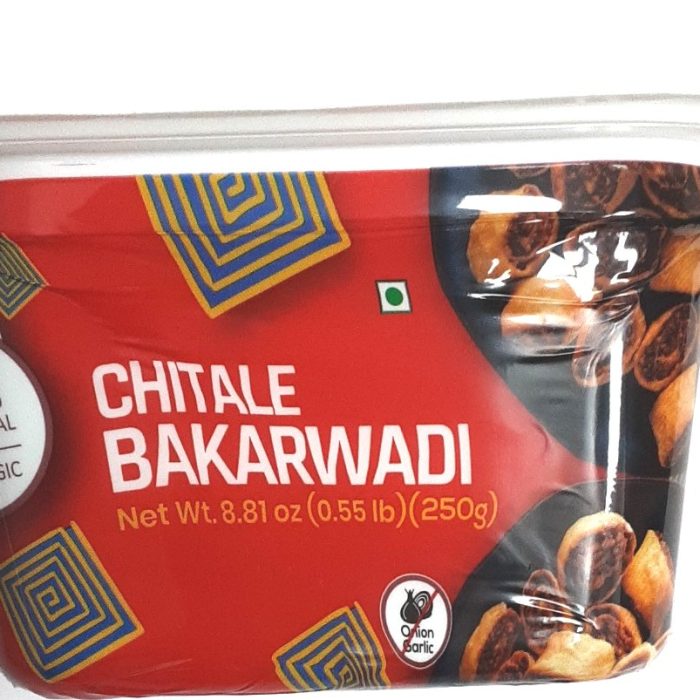 CHITALE
BAKARWADI
Net Wt. 8.81 oz (0.55 lb)(250g)
Onion
Garlic